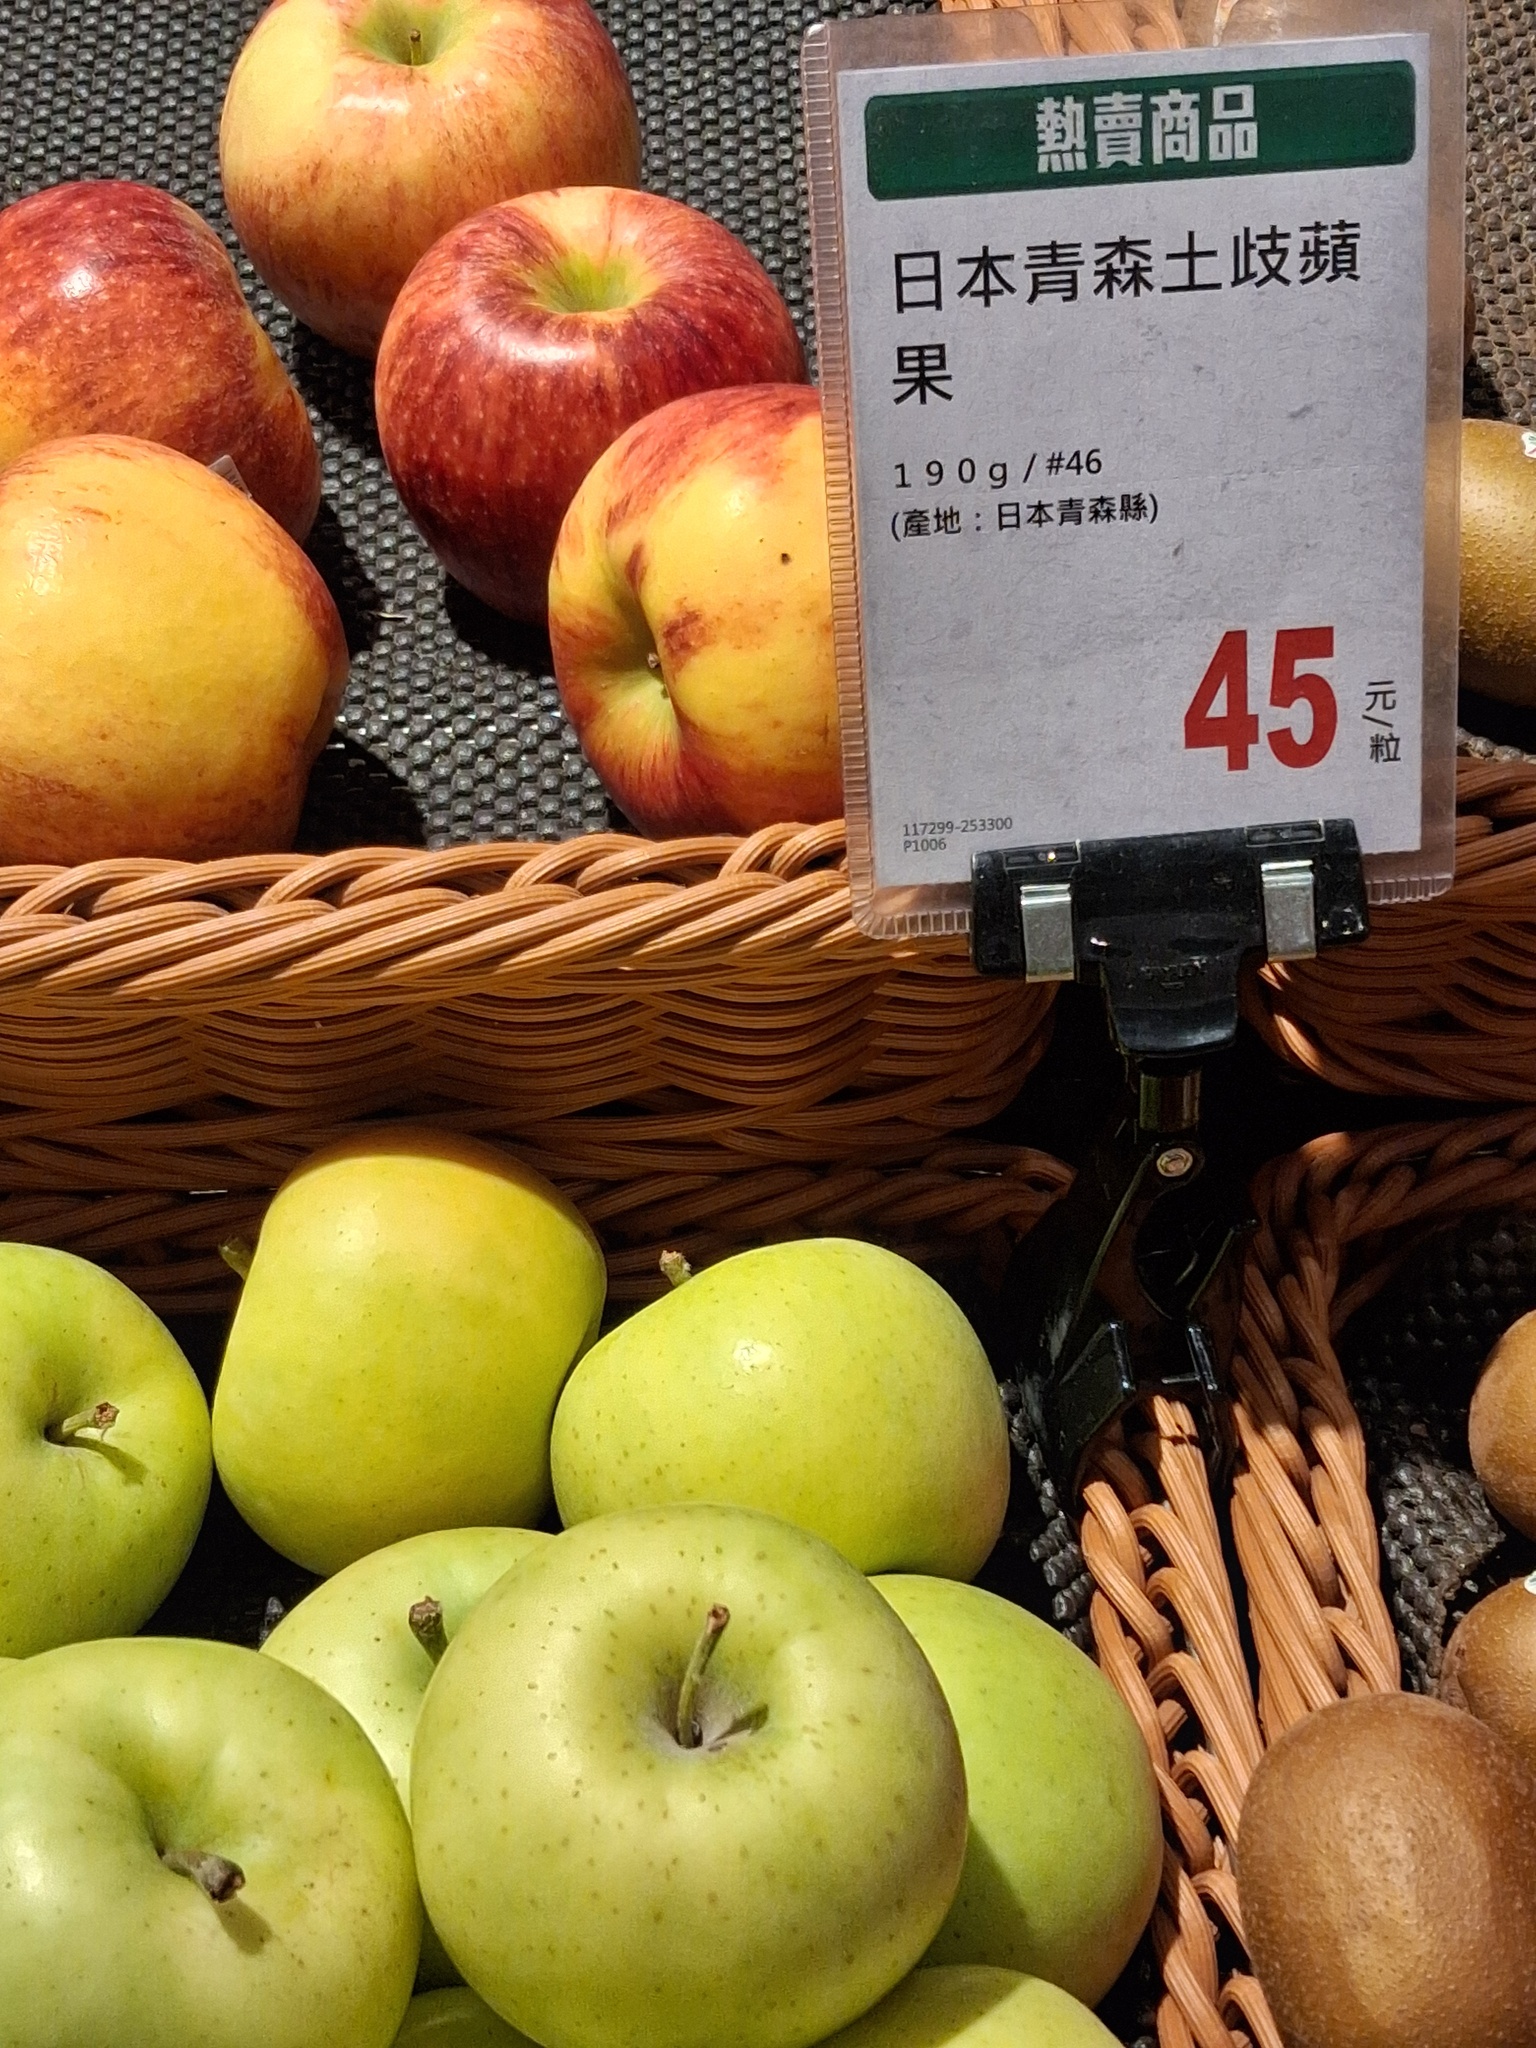 熱賣商品
日本青森土歧蘋
果
190g/#46
(產地：日本青森縣)
45
元/粒
117299-253300
P1006